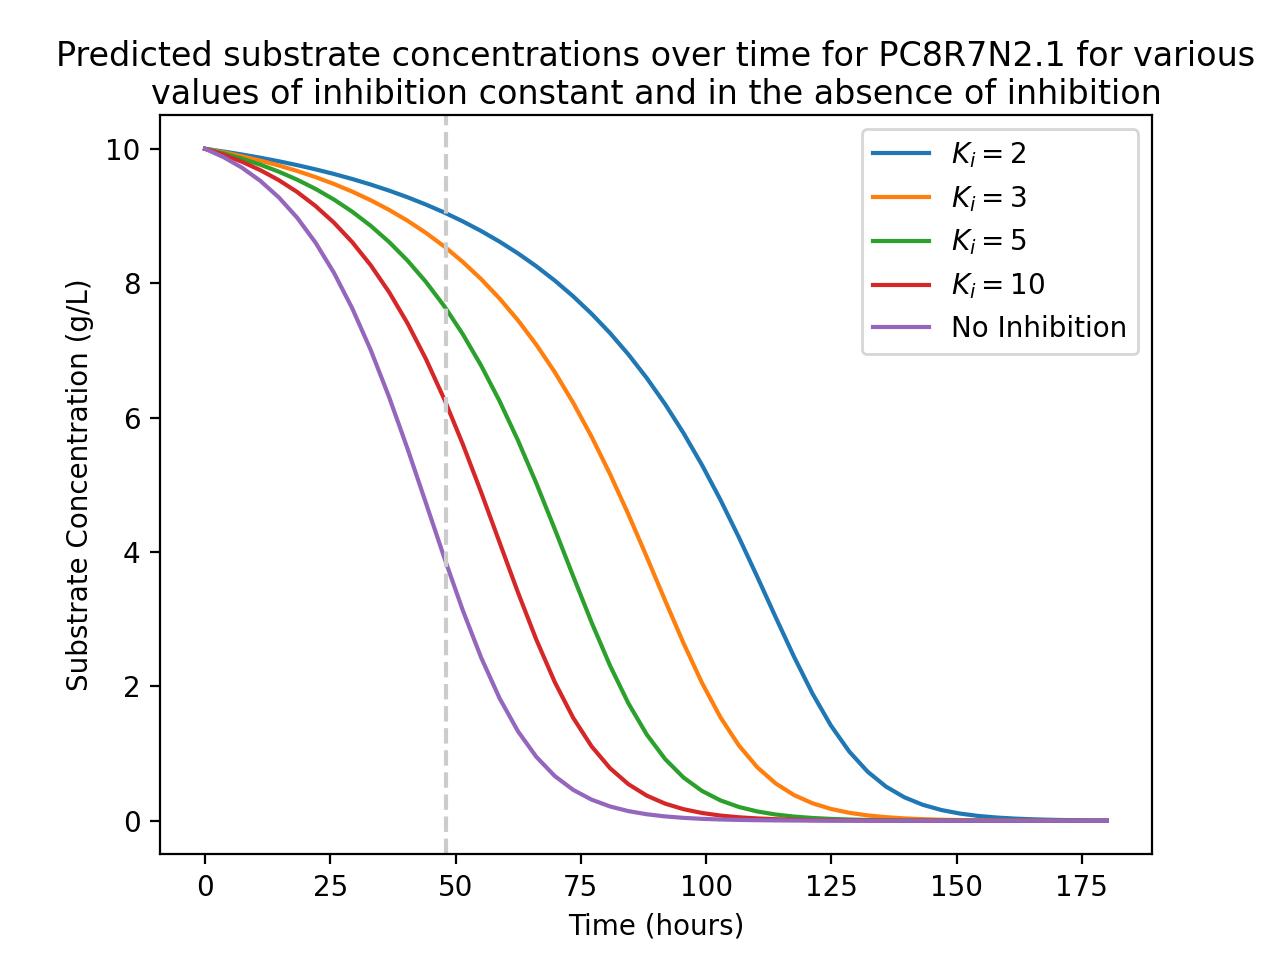 Predicted substrate concentrations over time for PC8R7N2.1 for various
values of inhibition constant and in the absence of inhibition
Substrate Concentration (g/L)
10
8
6
4
2
0
K_i = 2
K_i = 3
K_i = 5
K_i = 10
No Inhibition
0 25 50 75 100 125 150 175
Time (hours)